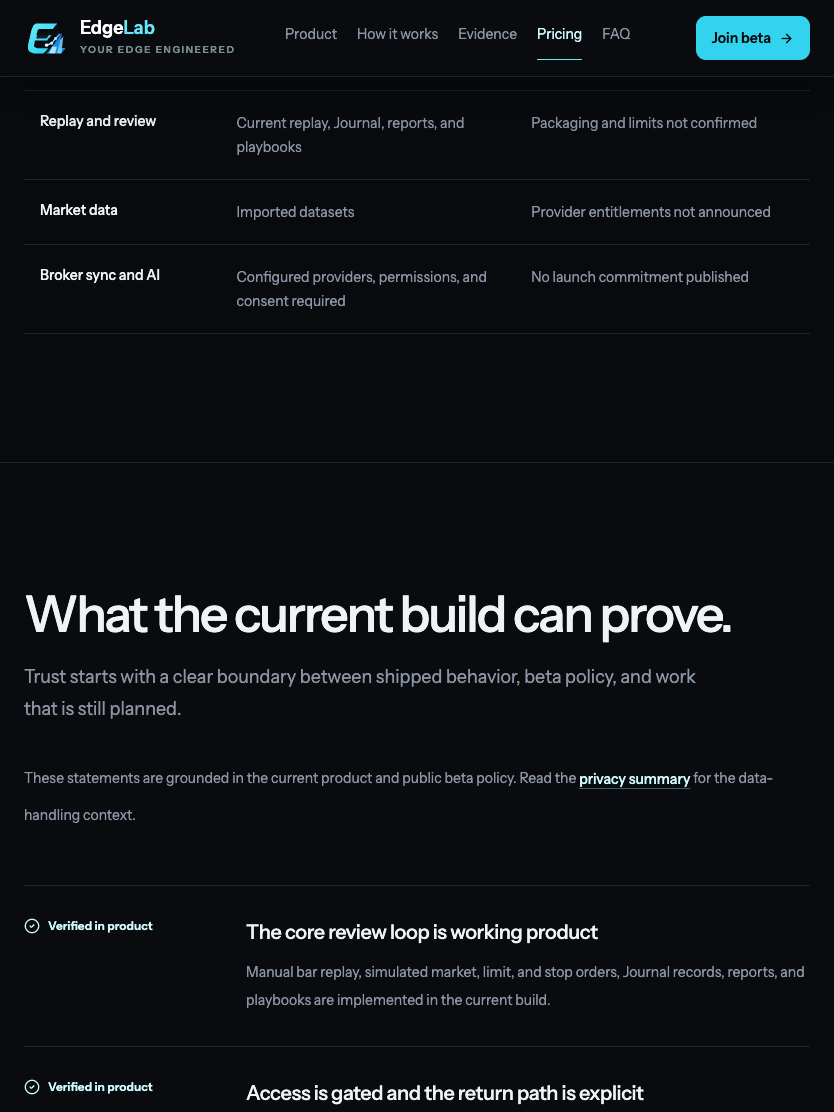 EdgeLab
YOUR EDGE ENGINEERED
Product
How it works
Evidence
Pricing
FAQ
Join beta
Replay and review
Current replay, Journal, reports, and
playbooks
Packaging and limits not confirmed
Market data
Imported datasets
Provider entitlements not announced
Broker sync and AI
Configured providers, permissions, and
consent required
No launch commitment published
What the current build can prove.
Trust starts with a clear boundary between shipped behavior, beta policy, and work
that is still planned.
These statements are grounded in the current product and public beta policy. Read the privacy summary for the data-
handling context.
Verified in product
The core review loop is working product
Manual bar replay, simulated market, limit, and stop orders, Journal records, reports, and
playbooks are implemented in the current build.
Verified in product
Access is gated and the return path is explicit